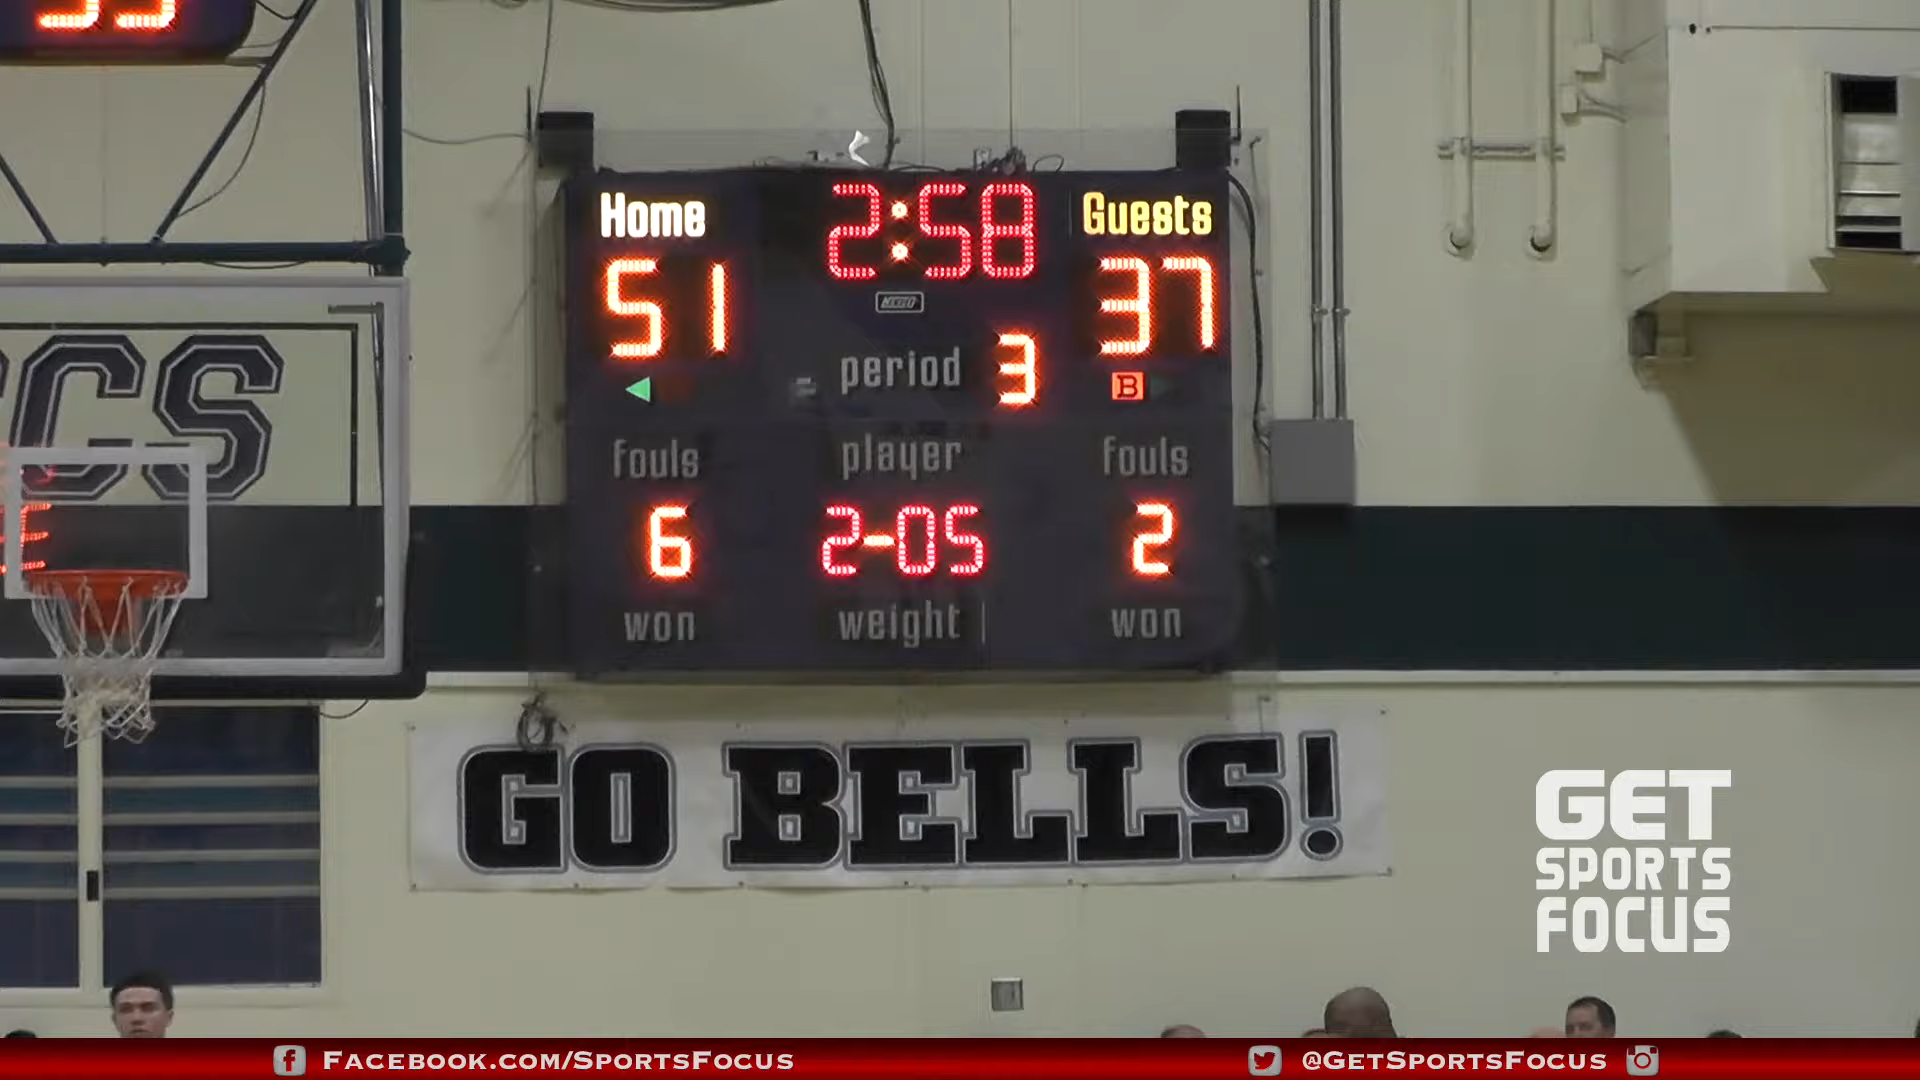 Home
2:58
Guests
51
37
period
3
B
fouls
player
fouls
6
2-05
2
won
weight
won
GO BELLS!
GET
SPORTS
FOCUS
FACEBOOK.COM/SPORTSFOCUS
@GETSPORTSFOCUS